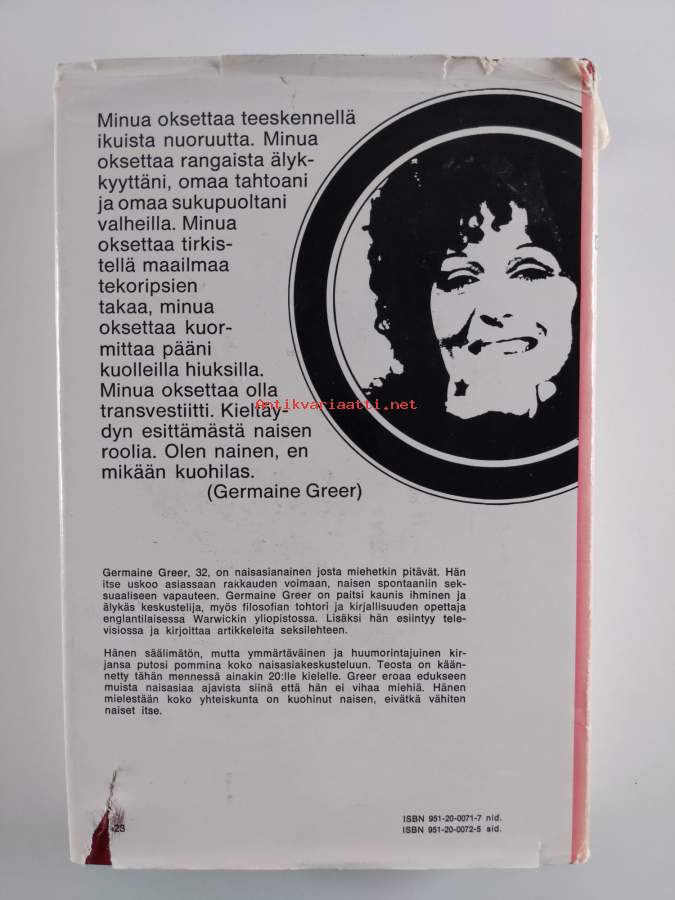 Minua oksettaa teeskennellä
ikuista nuoruutta. Minua
oksettaa rangaista älyk-
kyyttäni, omaa tahtoani
ja omaa sukupuoltani
valheilla. Minua
oksettaa tirkis-
tellä maailmaa
tekoripsien
takaa, minua
oksettaa kuor-
mittaa pääni
kuolleilla hiuksilla.
Minua oksettaa olla
transvestiitti. Kieltäy-
Antikvariaatti.net
dyn esittämästä naisen
roolia. Olen nainen, en
mikään kuohilas.
(Germaine Greer)
Germaine Greer, 32, on naisasianainen josta miehetkin pitävät. Hän
itse uskoo asiassaan rakkauden voimaan, naisen spontaaniin sek-
suaaliseen vapauteen. Germaine Greer on paitsi kaunis ihminen ja
älykäs keskustelija, myös filosofian tohtori ja kirjallisuuden opettaja
englantilaisessa Warwickin yliopistossa. Lisäksi hän esiintyy tele-
visiossa ja kirjoittaa artikkeleita seksilehteen.
Hänen säälimätön, mutta ymmärtäväinen ja huumorintajuinen kir-
jansa putosi pommina koko naisasiakeskusteluun. Teosta on kään-
netty tähän mennessä ainakin 20:lle kielelle. Greer eroaa edukseen
muista naisasiaa ajavista siinä että hän ei vihaa miehiä. Hänen
mielestään koko yhteiskunta on kuohinut naisen, eivätkä vähiten
naiset itse.
ISBN 951-20-0071-7 nid.
23
ISBN 951-20-0072-5 sid.